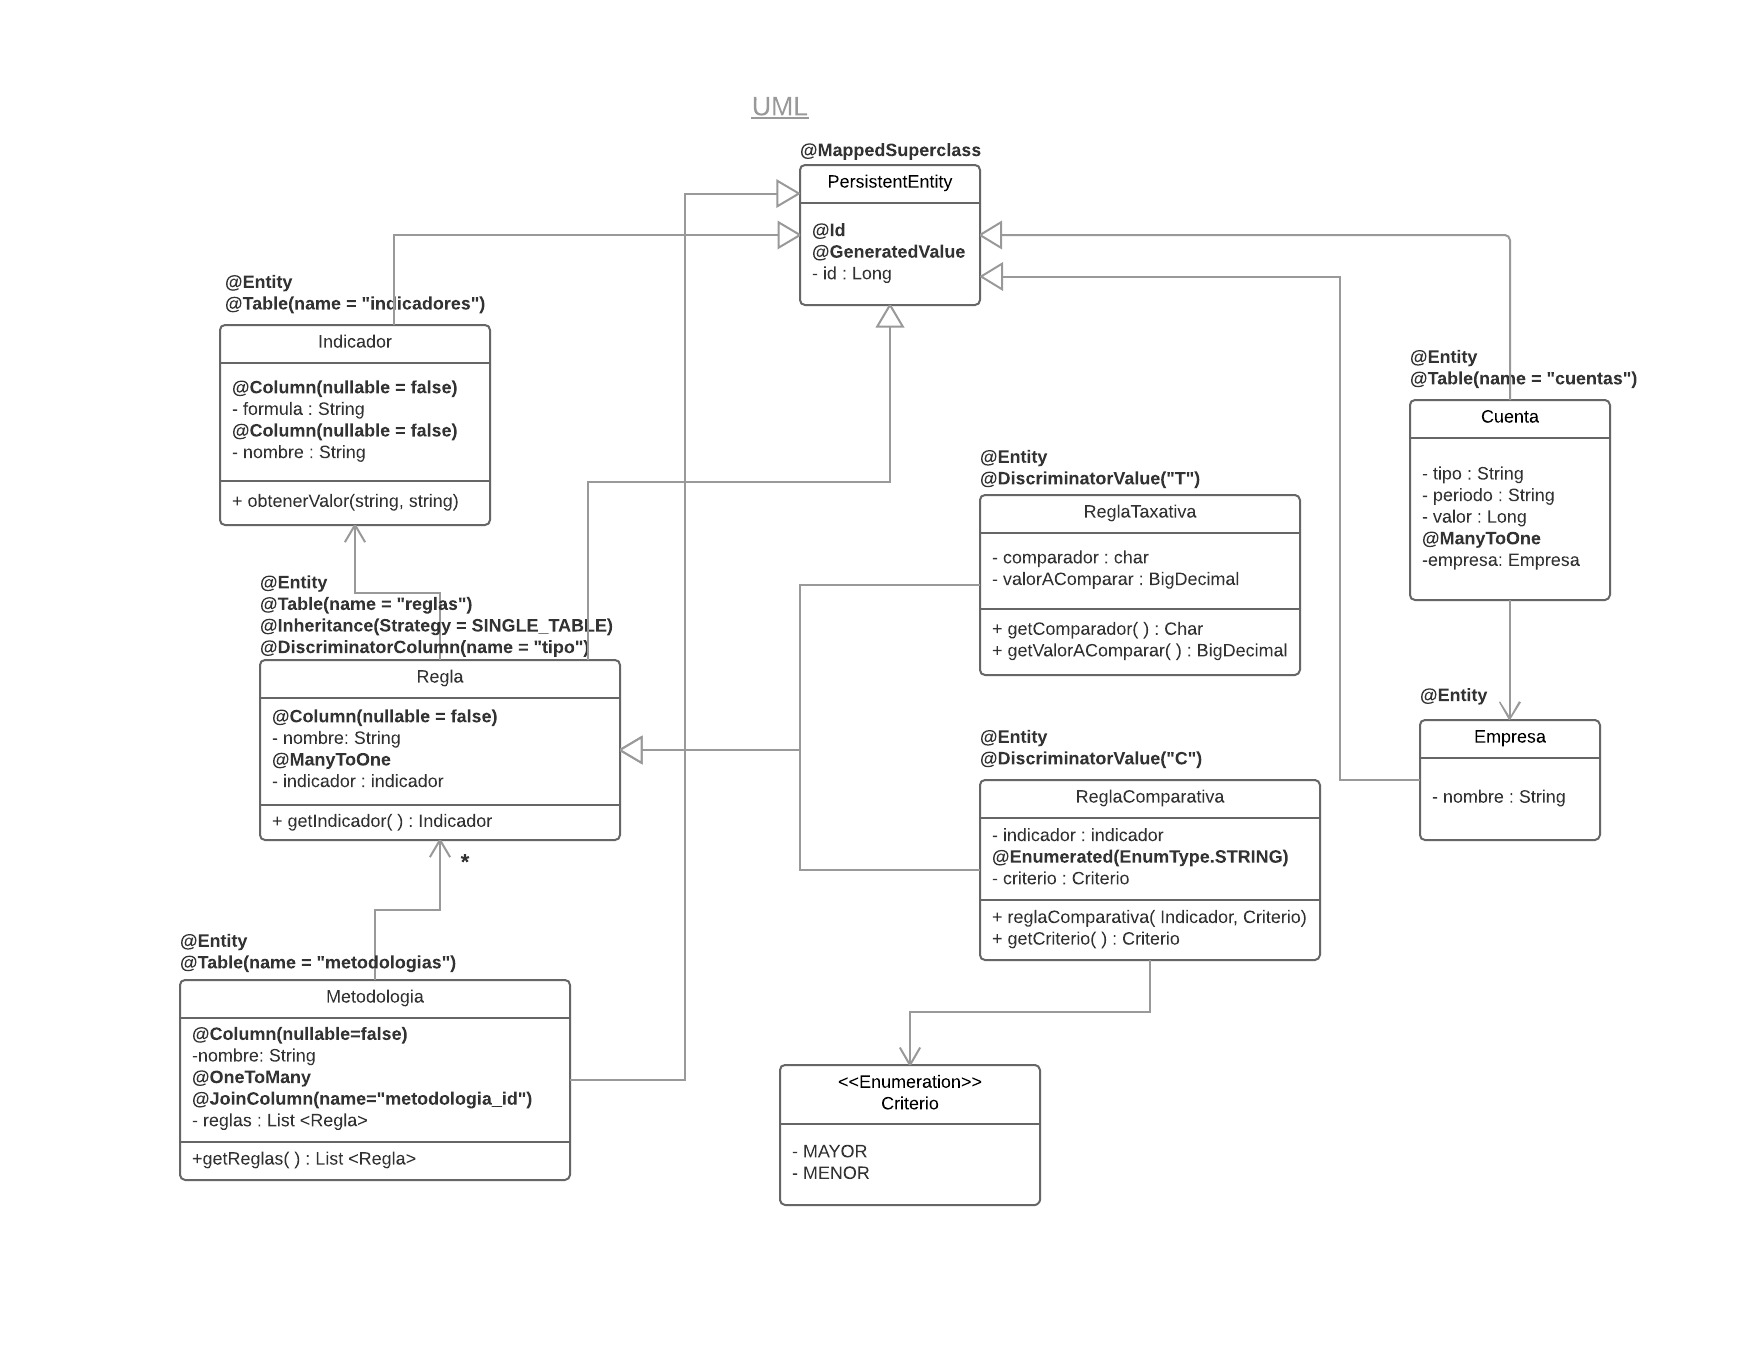 UML
@MappedSuperclass
PersistentEntity
@Id
@GeneratedValue
- id : Long
@Entity
@Table(name = "indicadores")
Indicador
@Column(nullable = false)
- formula : String
@Column(nullable = false)
- nombre : String
+ obtenerValor(string, string)
@Entity
@Table(name = "cuentas")
Cuenta
- tipo : String
- periodo : String
- valor : Long
@ManyToOne
-empresa: Empresa
@Entity
@DiscriminatorValue("T")
ReglaTaxativa
- comparador : char
- valorAComparar : BigDecimal
+ getComparador( ) : Char
+ getValorAComparar( ) : BigDecimal
@Entity
@Table(name = "reglas")
@Inheritance(Strategy = SINGLE_TABLE)
@DiscriminatorColumn(name = "tipo")
Regla
@Column(nullable = false)
- nombre: String
@ManyToOne
- indicador : indicador
+ getIndicador( ) : Indicador
*
@Entity
Empresa
- nombre : String
@Entity
@DiscriminatorValue("C")
ReglaComparativa
- indicador : indicador
@Enumerated(EnumType.STRING)
- criterio : Criterio
+ reglaComparativa( Indicador, Criterio)
+ getCriterio( ) : Criterio
@Entity
@Table(name = "metodologias")
Metodologia
@Column(nullable=false)
-nombre: String
@OneToMany
@JoinColumn(name="metodologia_id")
- reglas : List <Regla>
+getReglas( ) : List <Regla>
<<Enumeration>>
Criterio
- MAYOR
- MENOR